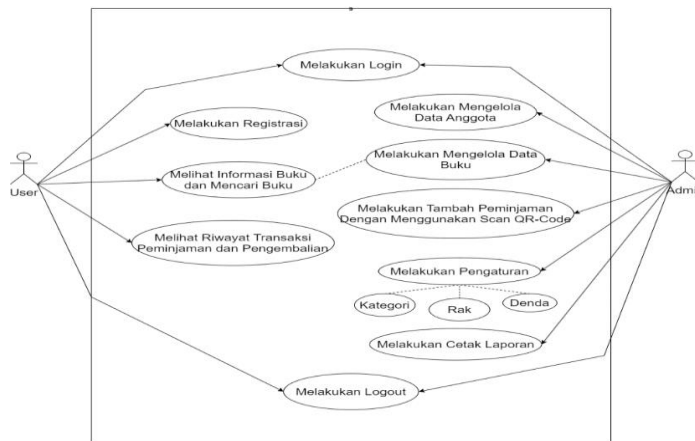 Melakukan Login
Melakukan Registrasi
Melakukan Mengelola
Data Anggota
Melihat Informasi Buku
dan Mencari Buku
Melakukan Mengelola Data
Buku
User
Admi
Melakukan Tambah Peminjaman
Dengan Menggunakan Scan QR-Code
Melihat Riwayat Transaksi
Peminjaman dan Pengembalian
Melakukan Pengaturan
Kategori
Rak
Denda
Melakukan Cetak Laporan
Melakukan Logout